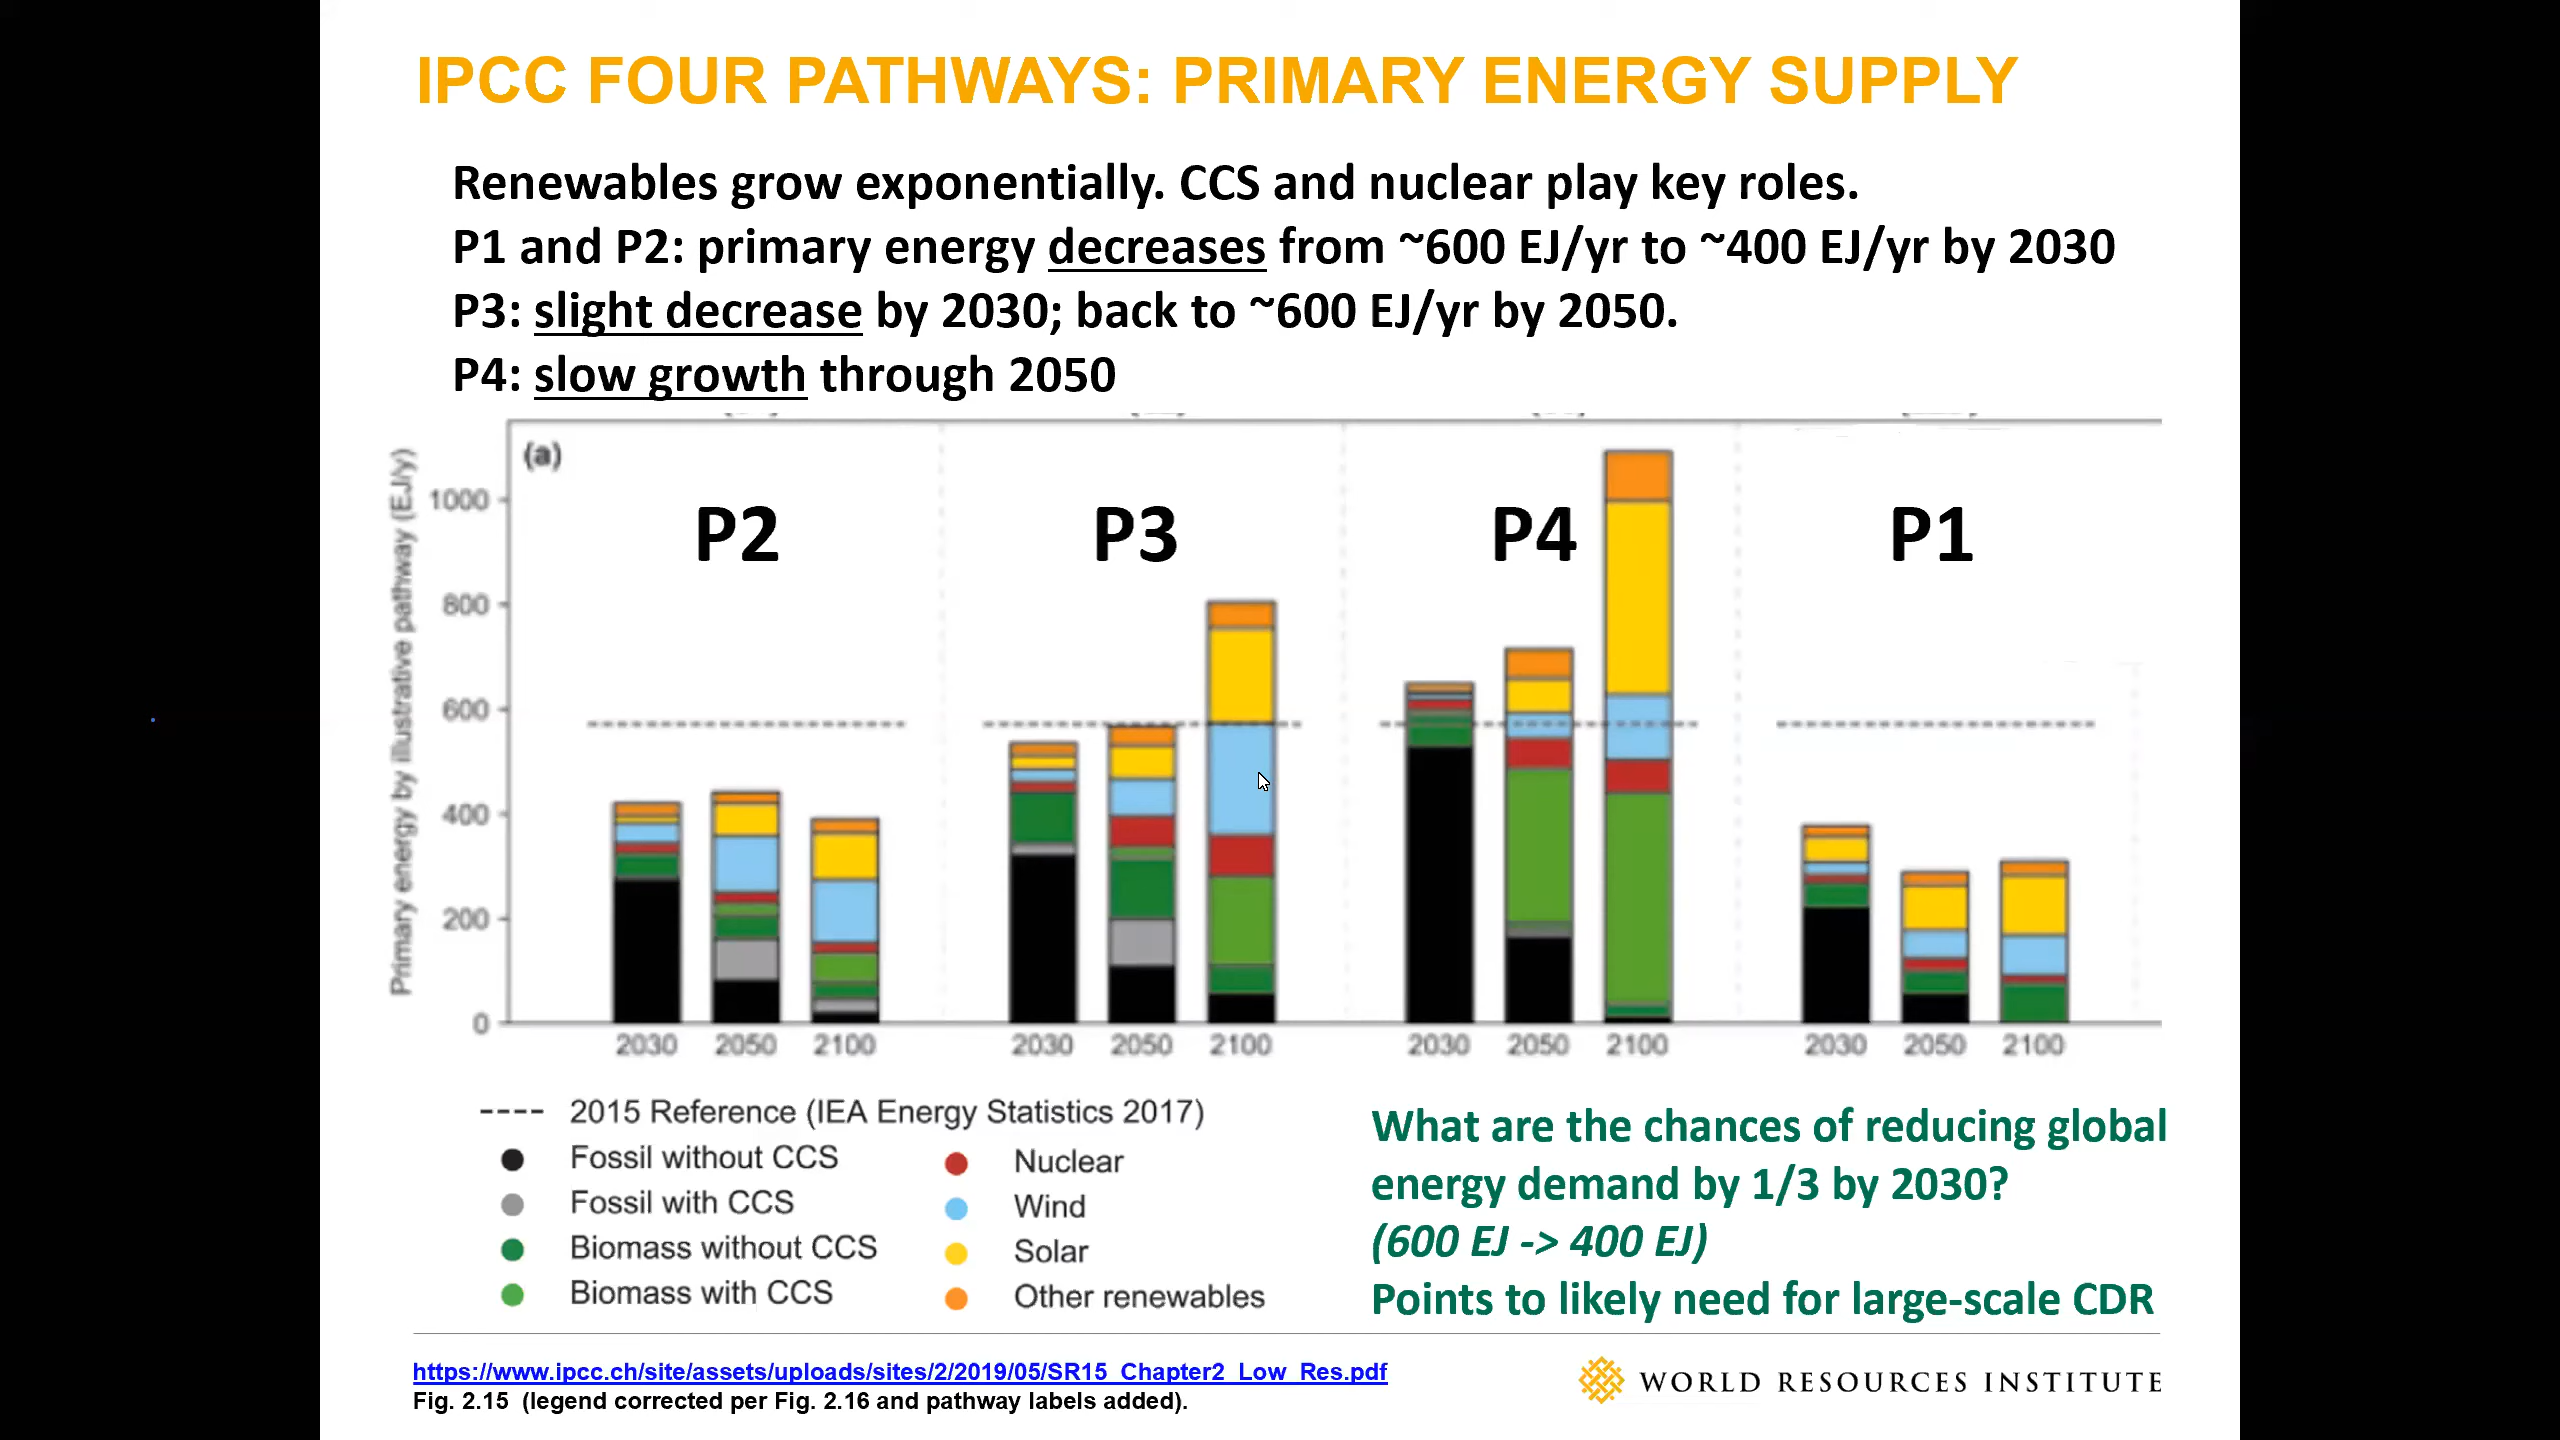 IPCC FOUR PATHWAYS: PRIMARY ENERGY SUPPLY
Renewables grow exponentially. CCS and nuclear play key roles.
P1 and P2: primary energy decreases from ~600 EJ/yr to ~400 EJ/yr by 2030
P3: slight decrease by 2030; back to ~600 EJ/yr by 2050.
P4: slow growth through 2050
(a)
Primary energy by illustrative pathway (EJ/y)
1000
800
600
400
200
0
P2
P3
P4
P1
2030 2050 2100
2030 2050 2100
2030 2050 2100
2030 2050 2100
2015 Reference (IEA Energy Statistics 2017)
Fossil without CCS
Fossil with CCS
Biomass without CCS
Biomass with CCS
Nuclear
Wind
Solar
Other renewables
What are the chances of reducing global
energy demand by 1/3 by 2030?
(600 EJ -> 400 EJ)
Points to likely need for large-scale CDR
https://www.ipcc.ch/site/assets/uploads/sites/2/2019/05/SR15_Chapter2_Low_Res.pdf
Fig. 2.15 (legend corrected per Fig. 2.16 and pathway labels added).
WORLD RESOURCES INSTITUTE